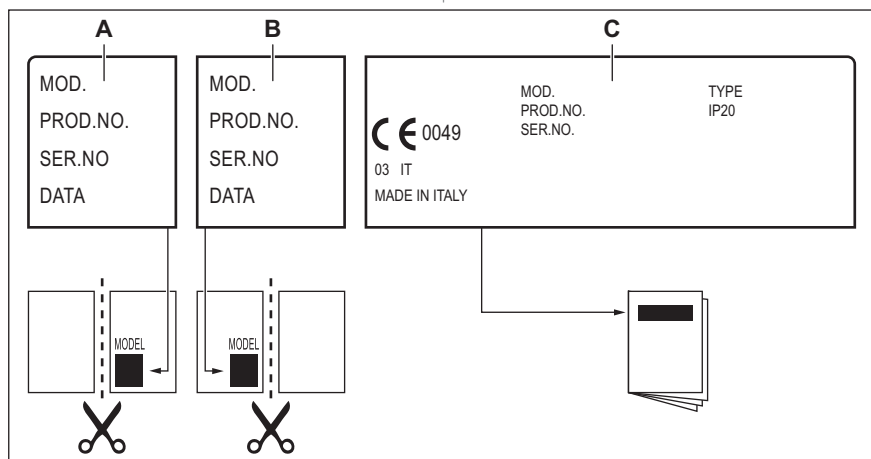 A
B
C
MOD.
PROD.NO.
SER.NO
DATA
MOD.
PROD.NO.
SER.NO
DATA
MOD.
PROD.NO.
SER.NO.
TYPE
IP20
CE 0049
03 IT
MADE IN ITALY
MODEL
MODEL